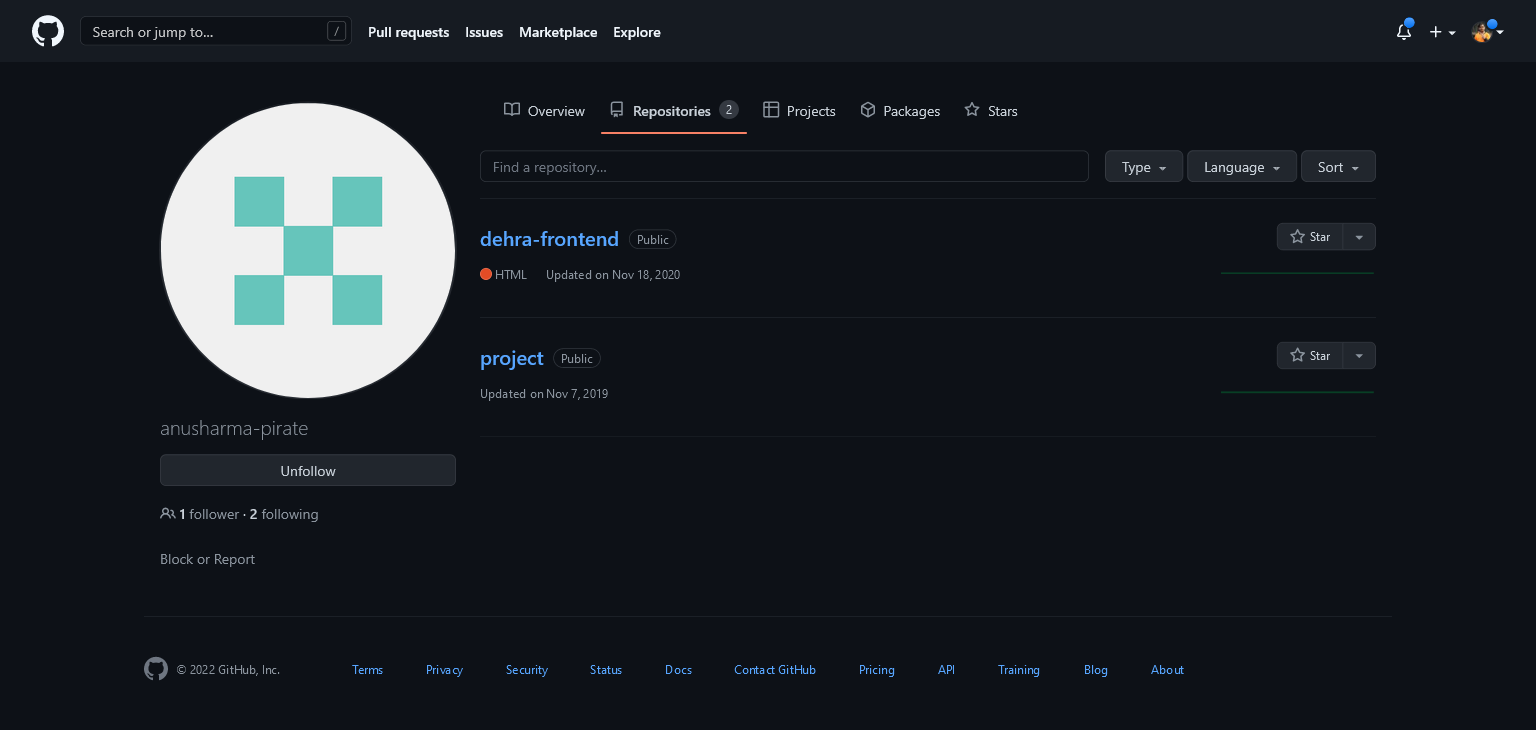 Search or jump to... /
Pull requests Issues Marketplace Explore
Overview Repositories 2 Projects Packages Stars
Find a repository...
Type Language Sort
dehra-frontend Public
Star
HTML Updated on Nov 18, 2020
project Public
Star
Updated on Nov 7, 2019
anusharma-pirate
Unfollow
1 follower · 2 following
Block or Report
© 2022 GitHub, Inc. Terms Privacy Security Status Docs Contact GitHub Pricing API Training Blog About